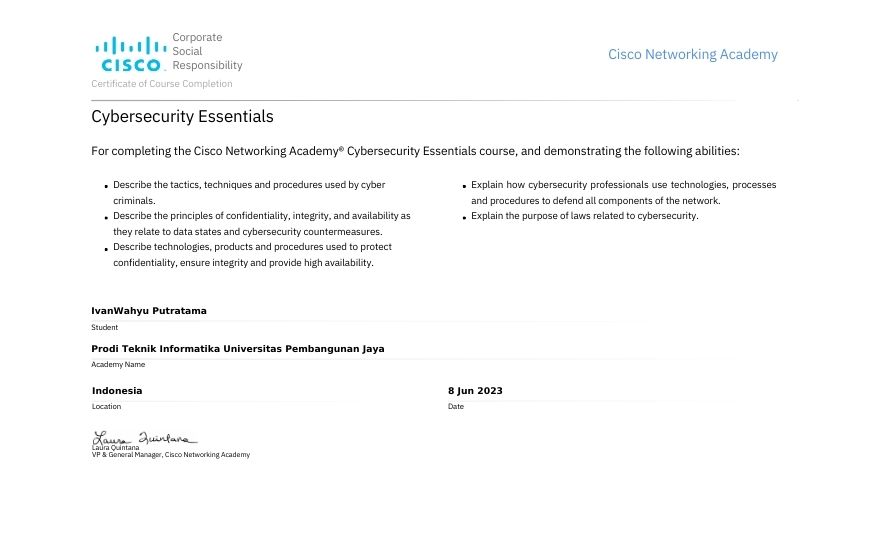 Corporate
Social
Responsibility
CISCO
Cisco Networking Academy
Certificate of Course Completion
Cybersecurity Essentials
For completing the Cisco Networking Academy® Cybersecurity Essentials course, and demonstrating the following abilities:
• Describe the tactics, techniques and procedures used by cyber
criminals.
• Describe the principles of confidentiality, integrity, and availability as
they relate to data states and cybersecurity countermeasures.
• Describe technologies, products and procedures used to protect
confidentiality, ensure integrity and provide high availability.
• Explain how cybersecurity professionals use technologies, processes
and procedures to defend all components of the network.
• Explain the purpose of laws related to cybersecurity.
IvanWahyu Putratama
Student
Prodi Teknik Informatika Universitas Pembangunan Jaya
Academy Name
Indonesia
Location
8 Jun 2023
Date
Laura Quintana
Laura Quintana
VP & General Manager, Cisco Networking Academy